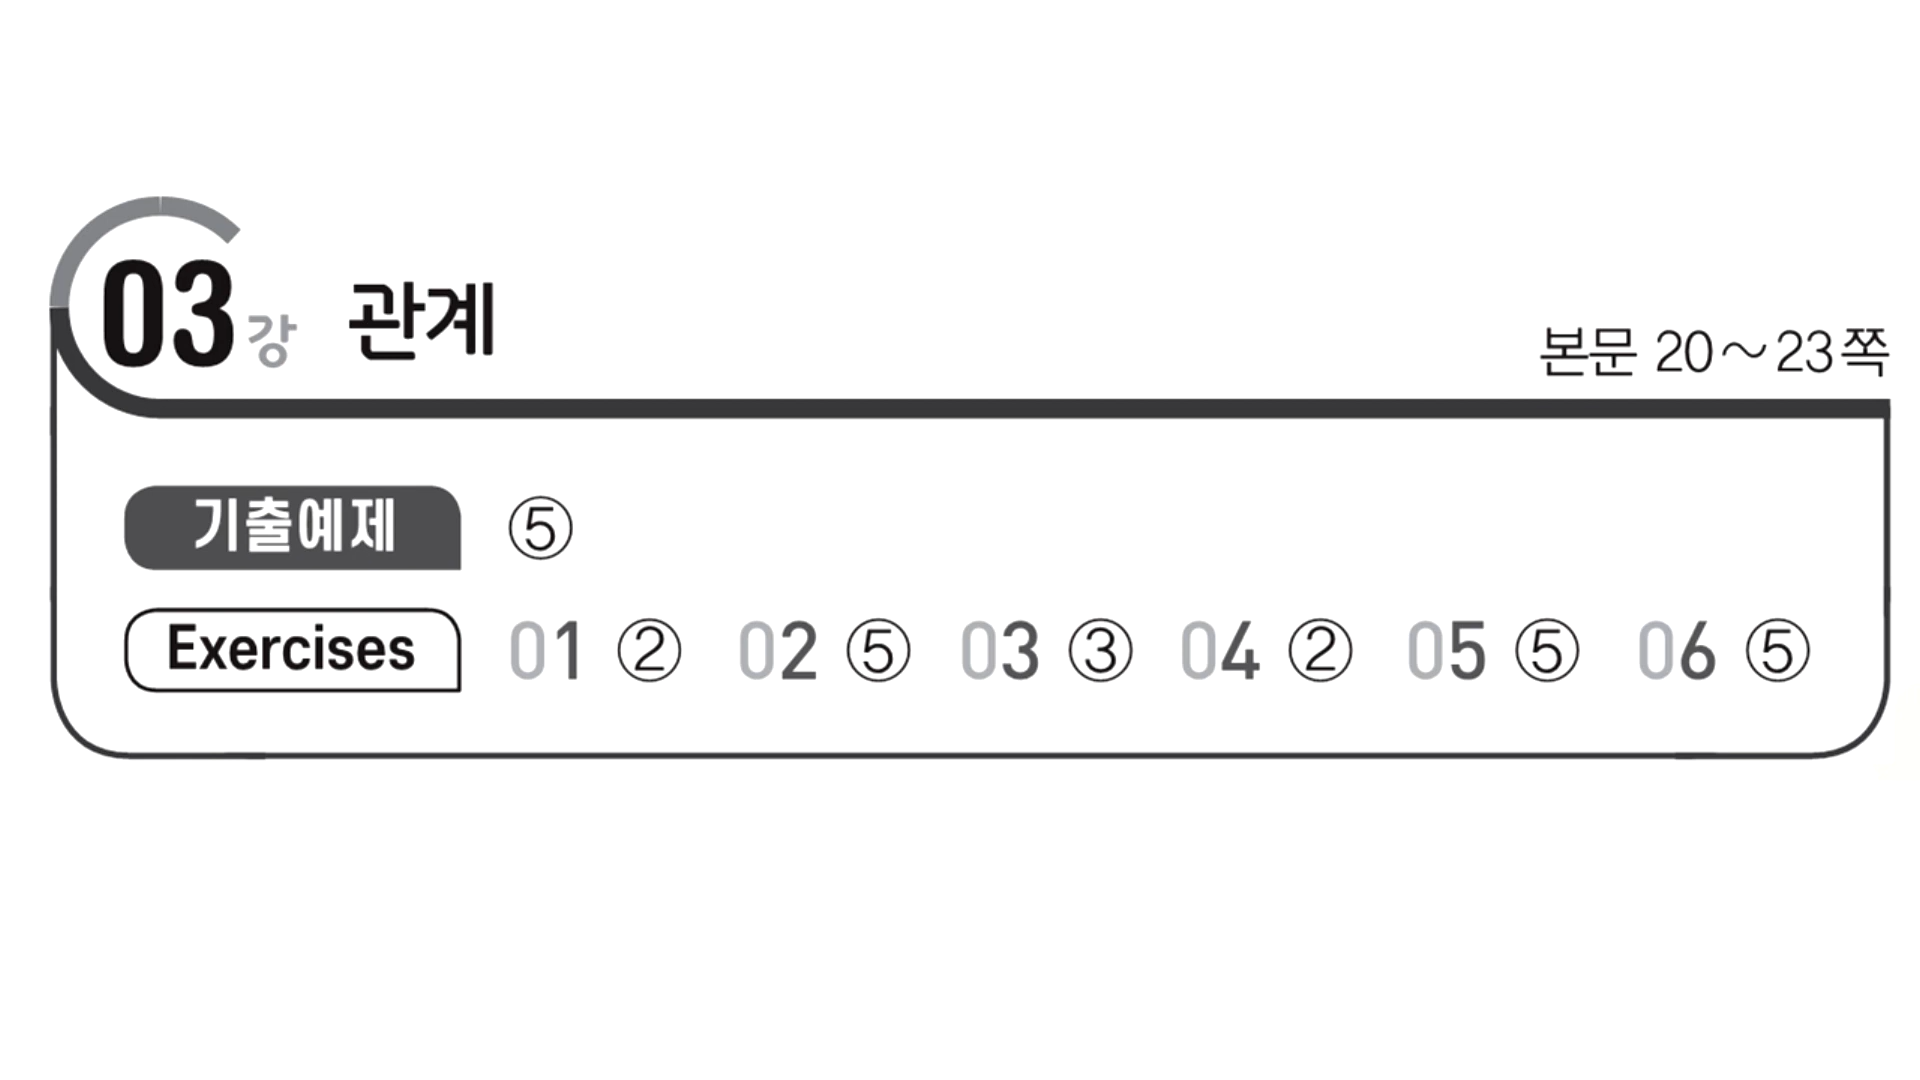 03강 관계
본문 20～23쪽
기출예제 ⑤
Exercises 01 ② 02 ⑤ 03 ③ 04 ② 05 ⑤ 06 ⑤